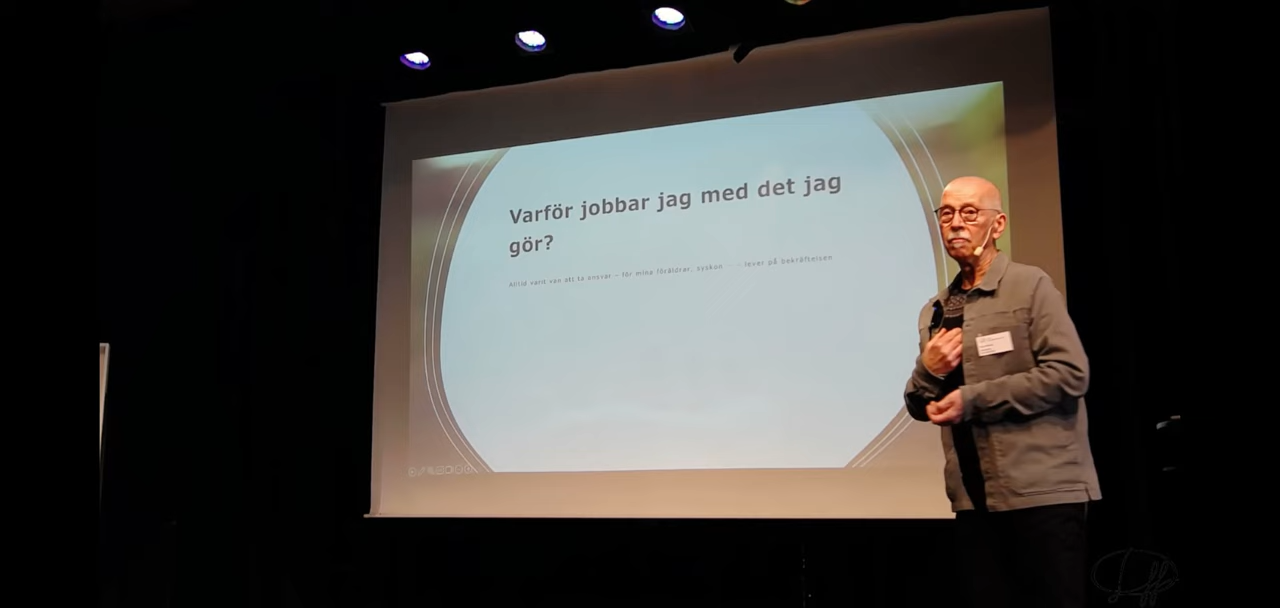 Varför jobbar jag med det jag
gör?
Alltid varit van att ta ansvar – för mina föräldrar, syskon – lever på bekräftelsen